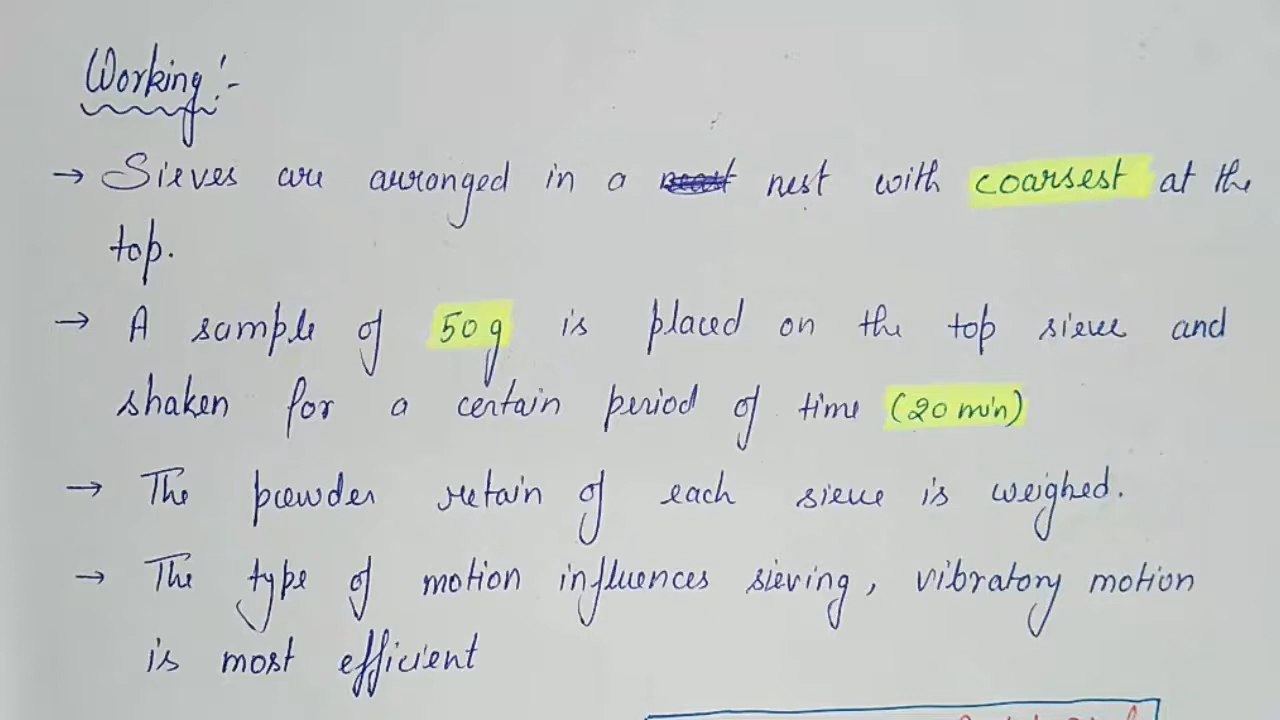 Working:-
→ Sieves are arranged in a nest with coarsest at the
top.
→ A sample of 50 g is placed on the top sieve and
shaken for a certain period of time (20 min)
→ The powder retain of each sieve is weighed.
→ The type of motion influences sieving, vibratory motion
is most efficient